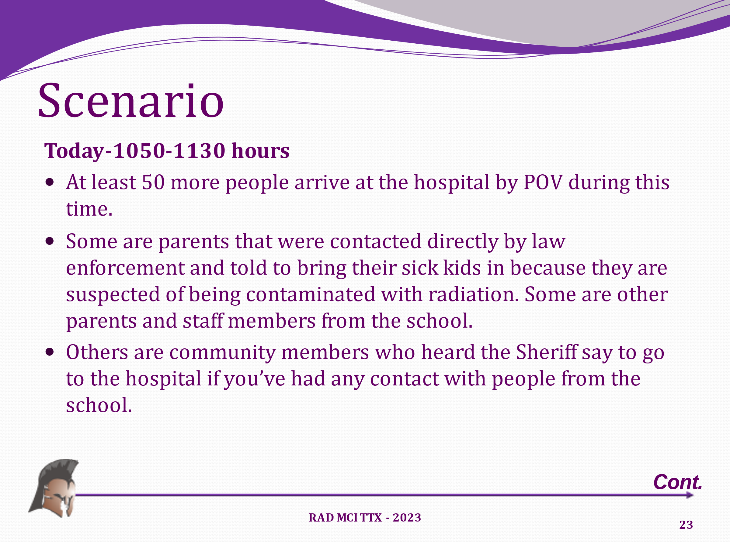 Scenario
Today-1050-1130 hours
• At least 50 more people arrive at the hospital by POV during this
time.
• Some are parents that were contacted directly by law
enforcement and told to bring their sick kids in because they are
suspected of being contaminated with radiation. Some are other
parents and staff members from the school.
• Others are community members who heard the Sheriff say to go
to the hospital if you’ve had any contact with people from the
school.
Cont.
RAD MCI TTX - 2023
23